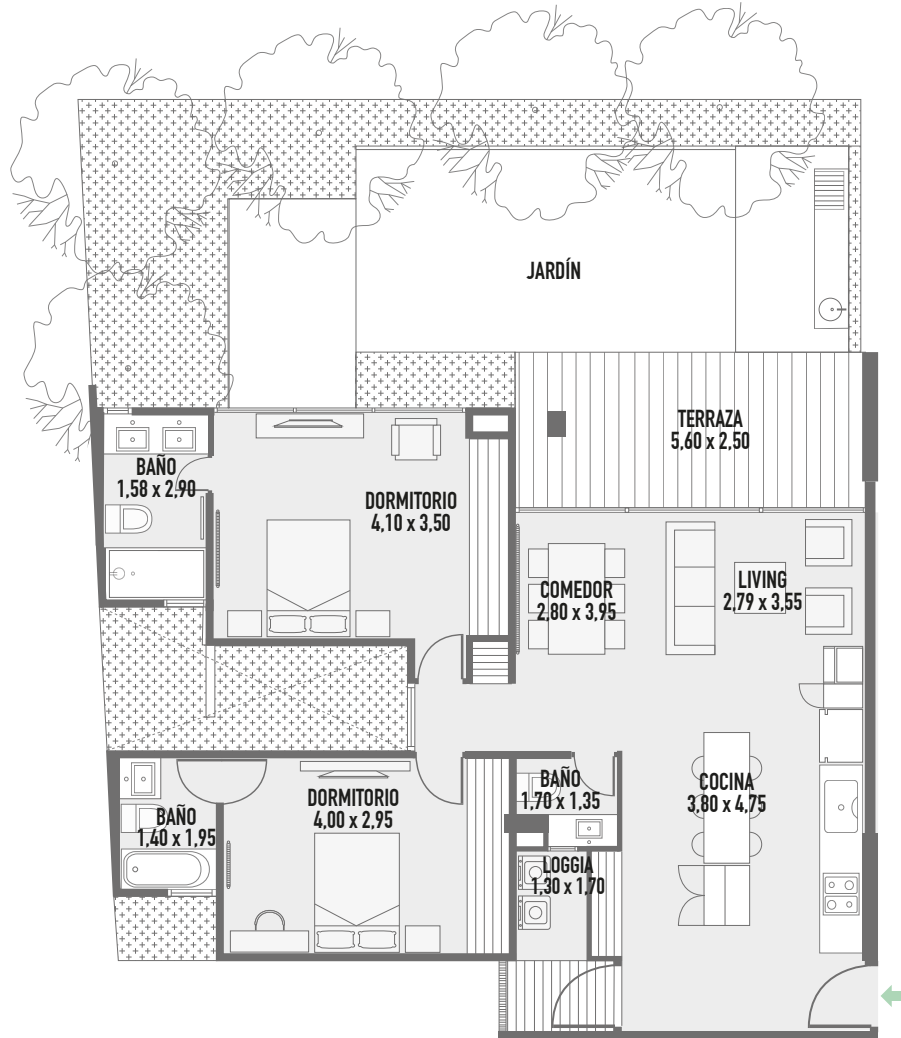 JARDÍN
TERRAZA
5,60 x 2,50
BAÑO
1,58 x 2,90
DORMITORIO
4,10 x 3,50
COMEDOR
2,80 x 3,95
LIVING
2,79 x 3,55
DORMITORIO
4,00 x 2,95
BAÑO
1,40 x 1,95
BAÑO
1,70 x 1,35
COCINA
3,80 x 4,75
LOGGIA
1,30 x 1,70